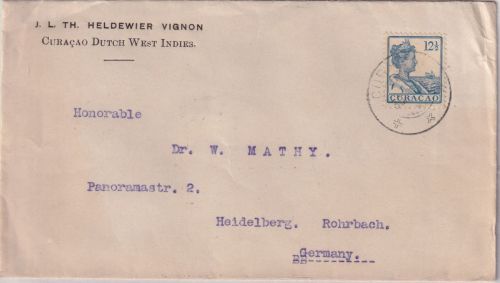 J. L. TH. HELDEWIER VIGNON
CURAÇAO DUTCH WEST INDIES.
12½
CURAÇAO
Honorable
Dr. W. MATHY.
Panoramastr. 2.
Heidelberg. Rohrbach.
Germany.